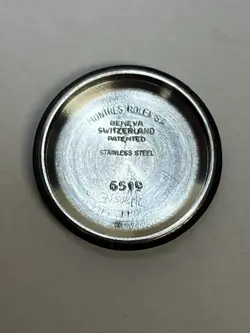 MONTRES ROLEX S.A
GENEVA
SWITZERLAND
PATENTED
STAINLESS STEEL
6519